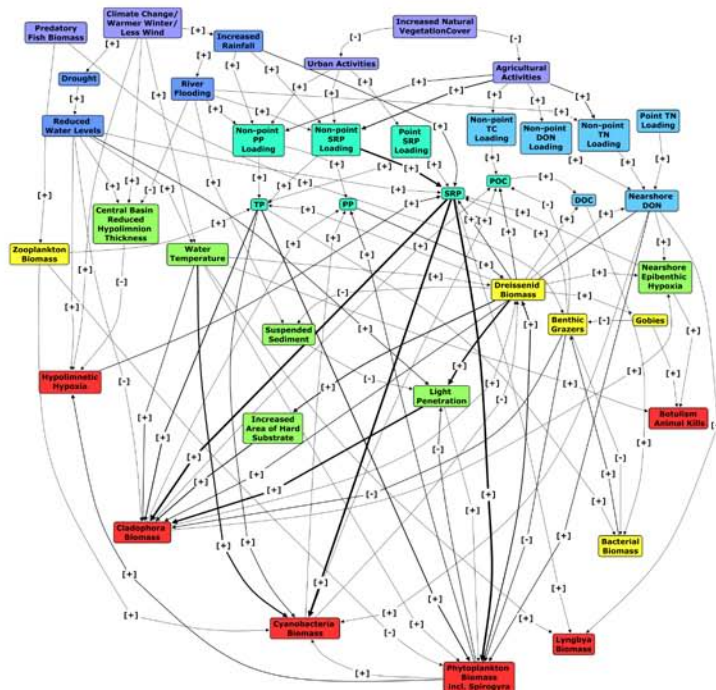 Predatory
Fish Biomass
Climate Change/
Warmer Winter/
Less Wind
Increased
Rainfall
Increased Natural
VegetationCover
Urban Activities
Agricultural
Activities
Drought
River
Flooding
Reduced
Water Levels
Non-point
PP
Loading
Non-point
SRP
Loading
Point
SRP
Loading
Non-point
TC
Loading
Non-point
DON
Loading
Non-point
TN
Loading
Point TN
Loading
Central Basin
Reduced
Hypolimnion
Thickness
TP
PP
SRP
POC
DOC
Nearshore
DON
Zooplankton
Biomass
Water
Temperature
Dreissenid
Biomass
Nearshore
Epibenthic
Hypoxia
Suspended
Sediment
Benthic
Grazers
Gobies
Hypolimnetic
Hypoxia
Increased
Area of Hard
Substrate
Light
Penetration
Botulism
Animal Kills
Cladophora
Biomass
Bacterial
Biomass
Cyanobacteria
Biomass
Lyngbya
Biomass
Phytoplankton
Biomass
incl. Spirogyra